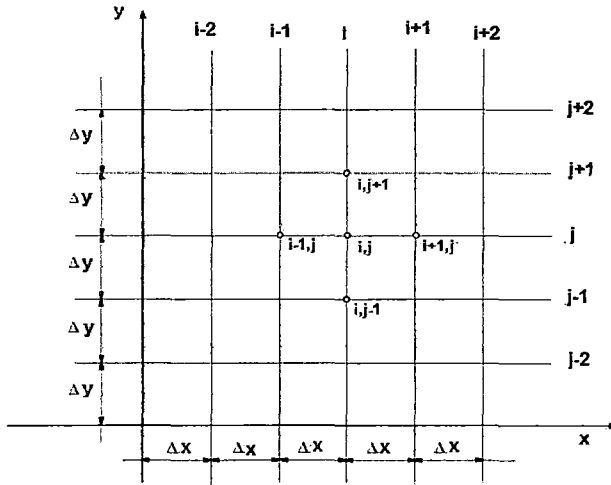 y
i-2 i-1 i i+1 i+2
j+2
Δy
j+1
Δy
i,j+1
j
i-1,j i,j i+1,j
Δy
j-1
i,j-1
Δy
j-2
Δy
x
Δx Δx Δx Δx Δx